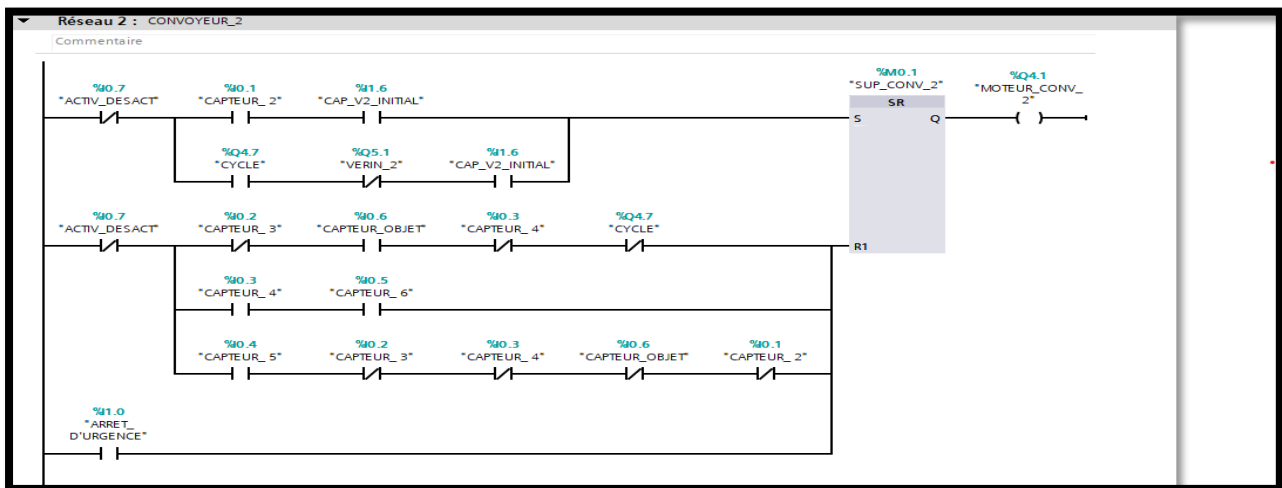 Réseau 2 : CONVOYEUR_2
Commentaire
%M0.1
"SUP_CONV_2"
%Q4.1
"MOTEUR_CONV_
2"
%I0.7
"ACTIV_DESACT"
%I0.1
"CAPTEUR_ 2"
%I1.6
"CAP_V2_INITIAL"
SR
S
Q
%Q4.7
"CYCLE"
%Q5.1
"VERIN_2"
%I1.6
"CAP_V2_INITIAL"
%I0.7
"ACTIV_DESACT"
%I0.2
"CAPTEUR_ 3"
%I0.6
"CAPTEUR_OBJET"
%I0.3
"CAPTEUR_ 4"
%Q4.7
"CYCLE"
R1
%I0.3
"CAPTEUR_ 4"
%I0.5
"CAPTEUR_ 6"
%I0.4
"CAPTEUR_ 5"
%I0.2
"CAPTEUR_ 3"
%I0.3
"CAPTEUR_ 4"
%I0.6
"CAPTEUR_OBJET"
%I0.1
"CAPTEUR_ 2"
%I1.0
"ARRET_
D'URGENCE"